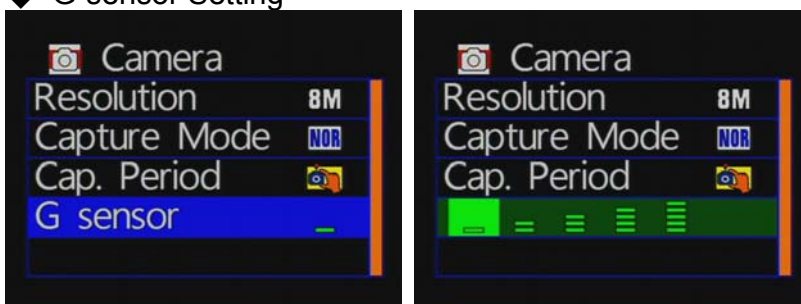 ◆ G sensor Setting
Camera
Resolution 8M
Capture Mode NOR
Cap. Period
G sensor
Camera
Resolution 8M
Capture Mode NOR
Cap. Period